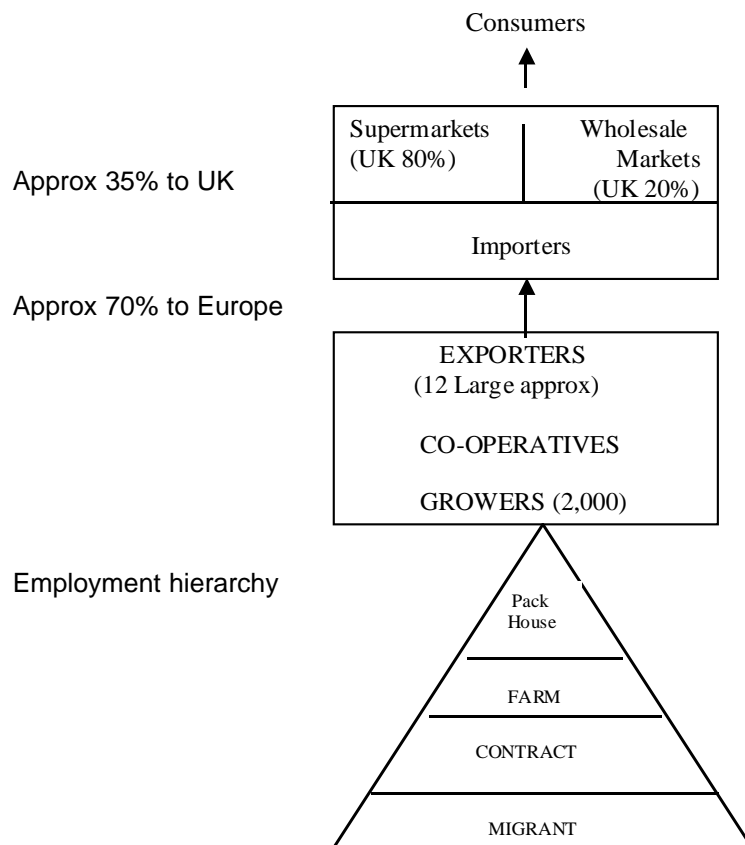 Consumers
Supermarkets
(UK 80%)
Wholesale
Markets
(UK 20%)
Approx 35% to UK
Importers
Approx 70% to Europe
EXPORTERS
(12 Large approx)
CO-OPERATIVES
GROWERS (2,000)
Employment hierarchy
Pack
House
FARM
CONTRACT
MIGRANT